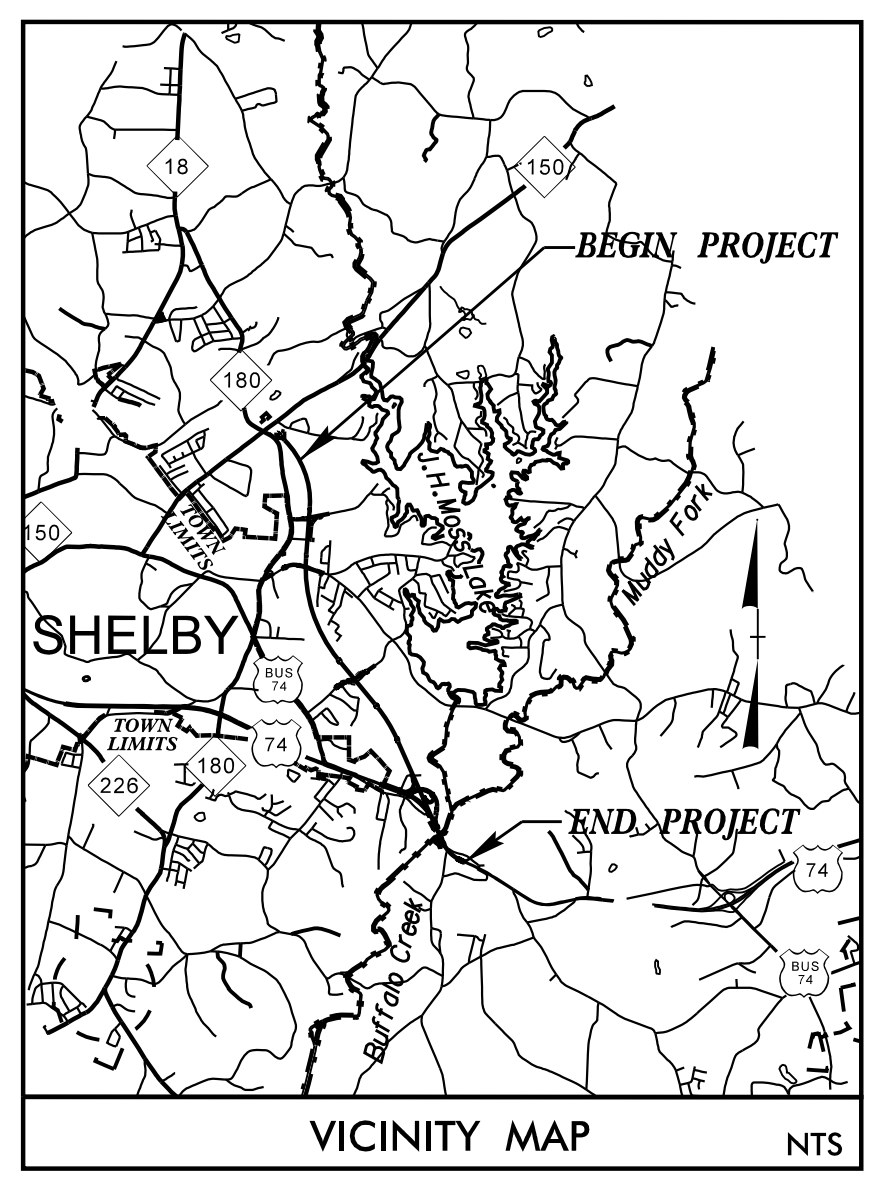 18
150
BEGIN PROJECT
180
J.H.Moss Lake
TOWN
LIMITS
Muddy Fork
150
SHELBY
BUS
74
TOWN
LIMITS
74
180
226
END PROJECT
74
Buffalo Creek
BUS
74
VICINITY MAP
NTS